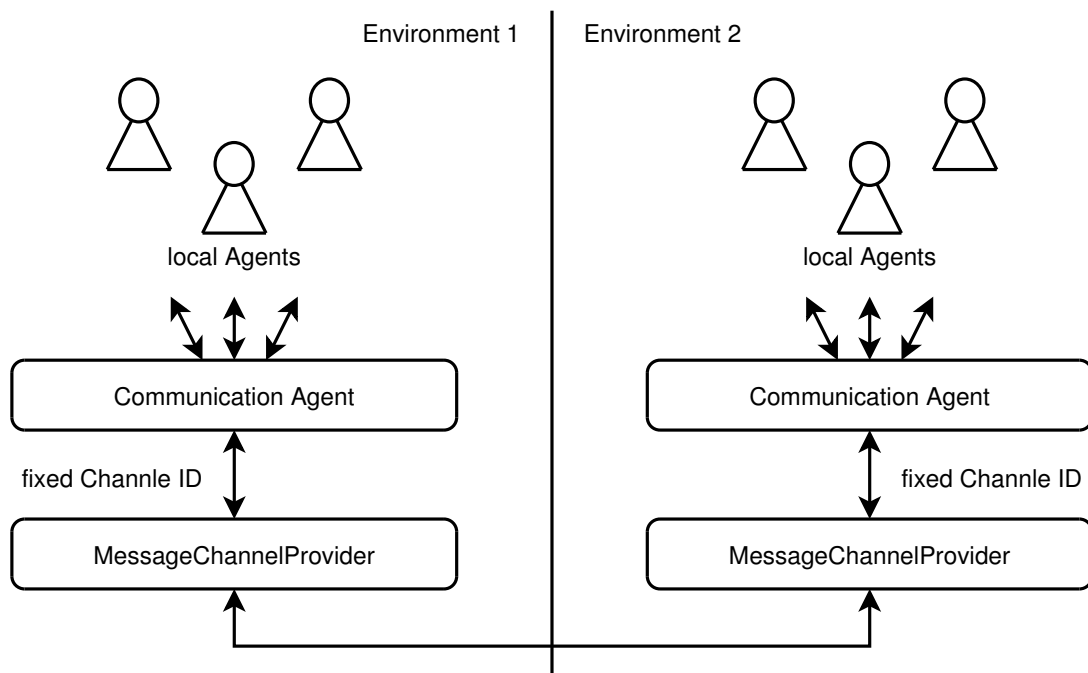 Environment 1
Environment 2
local Agents
local Agents
Communication Agent
Communication Agent
fixed Channle ID
fixed Channle ID
MessageChannelProvider
MessageChannelProvider